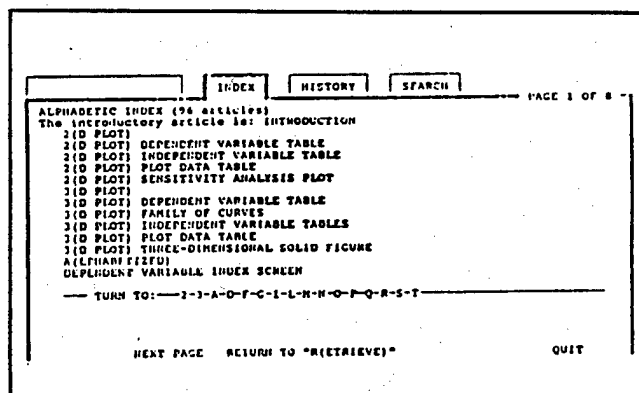 INDEX HISTORY SEARCH
PAGE 1 OF 8
ALPHABETIC INDEX (96 articles)
The introductory article is: INTRODUCTION
2(D PLOT)
2(D PLOT) DEPENDENT VARIABLE TABLE
2(D PLOT) INDEPENDENT VARIABLE TABLE
2(D PLOT) PLOT DATA TABLE
2(D PLOT) SENSITIVITY ANALYSIS PLOT
3(D PLOT)
3(D PLOT) DEPENDENT VARIABLE TABLE
3(D PLOT) FAMILY OF CURVES
3(D PLOT) INDEPENDENT VARIABLE TABLES
3(D PLOT) PLOT DATA TABLE
3(D PLOT) THREE-DIMENSIONAL SOLID FIGURE
A(LPHABETIZED)
DEPENDENT VARIABLE INDEX SCREEN
TURN TO: 2-3-A-D-F-G-I-L-M-N-O-P-Q-R-S-T
NEXT PAGE RETURN TO "R(ETRIEVE)" QUIT